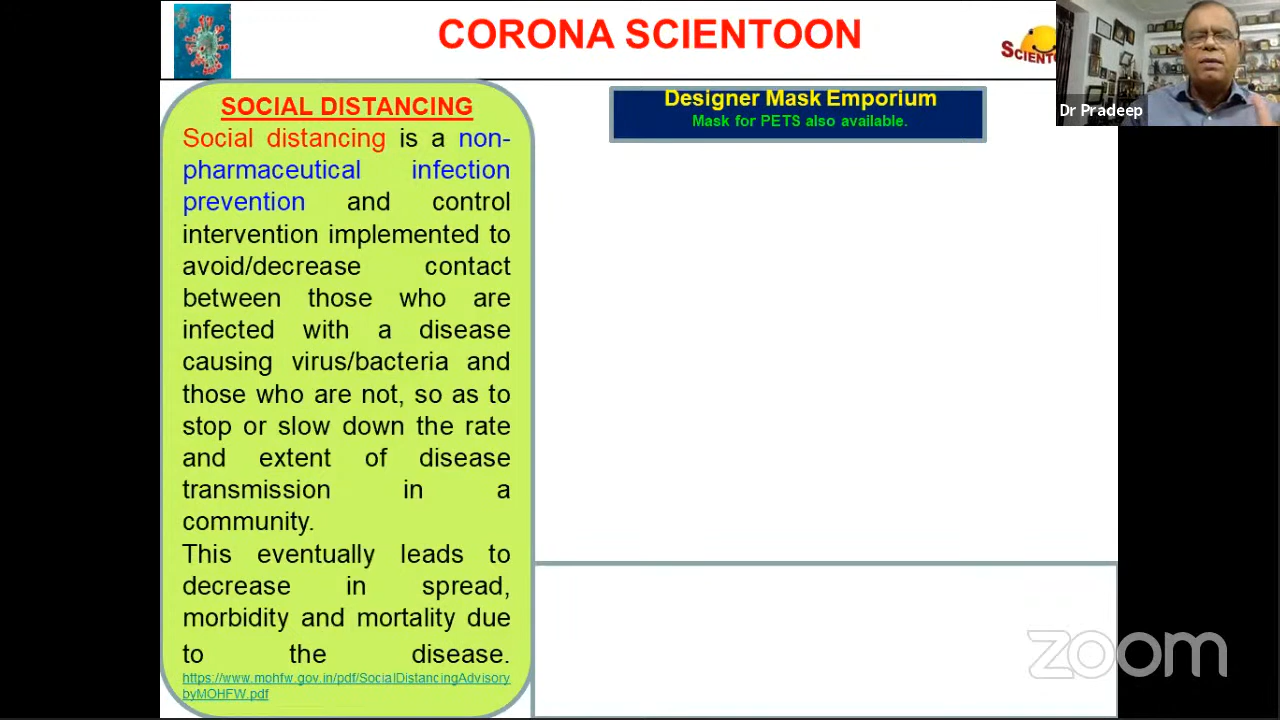 CORONA SCIENTOON
Dr Pradeep
SOCIAL DISTANCING
Social distancing is a non-
pharmaceutical infection
prevention and control
intervention implemented to
avoid/decrease contact
between those who are
infected with a disease
causing virus/bacteria and
those who are not, so as to
stop or slow down the rate
and extent of disease
transmission in a
community.
This eventually leads to
decrease in spread,
morbidity and mortality due
to the disease.
https://www.mohfw.gov.in/pdf/SocialDistancingAdvisory
byMOHFW.pdf
Designer Mask Emporium
Mask for PETS also available.
zoom